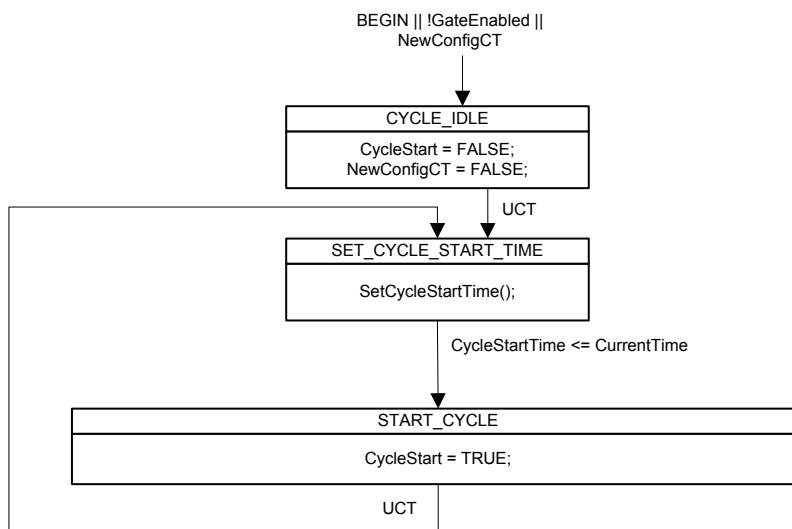 BEGIN || !GateEnabled ||
NewConfigCT
CYCLE_IDLE
CycleStart = FALSE;
NewConfigCT = FALSE;
UCT
SET_CYCLE_START_TIME
SetCycleStartTime();
CycleStartTime <= CurrentTime
START_CYCLE
CycleStart = TRUE;
UCT